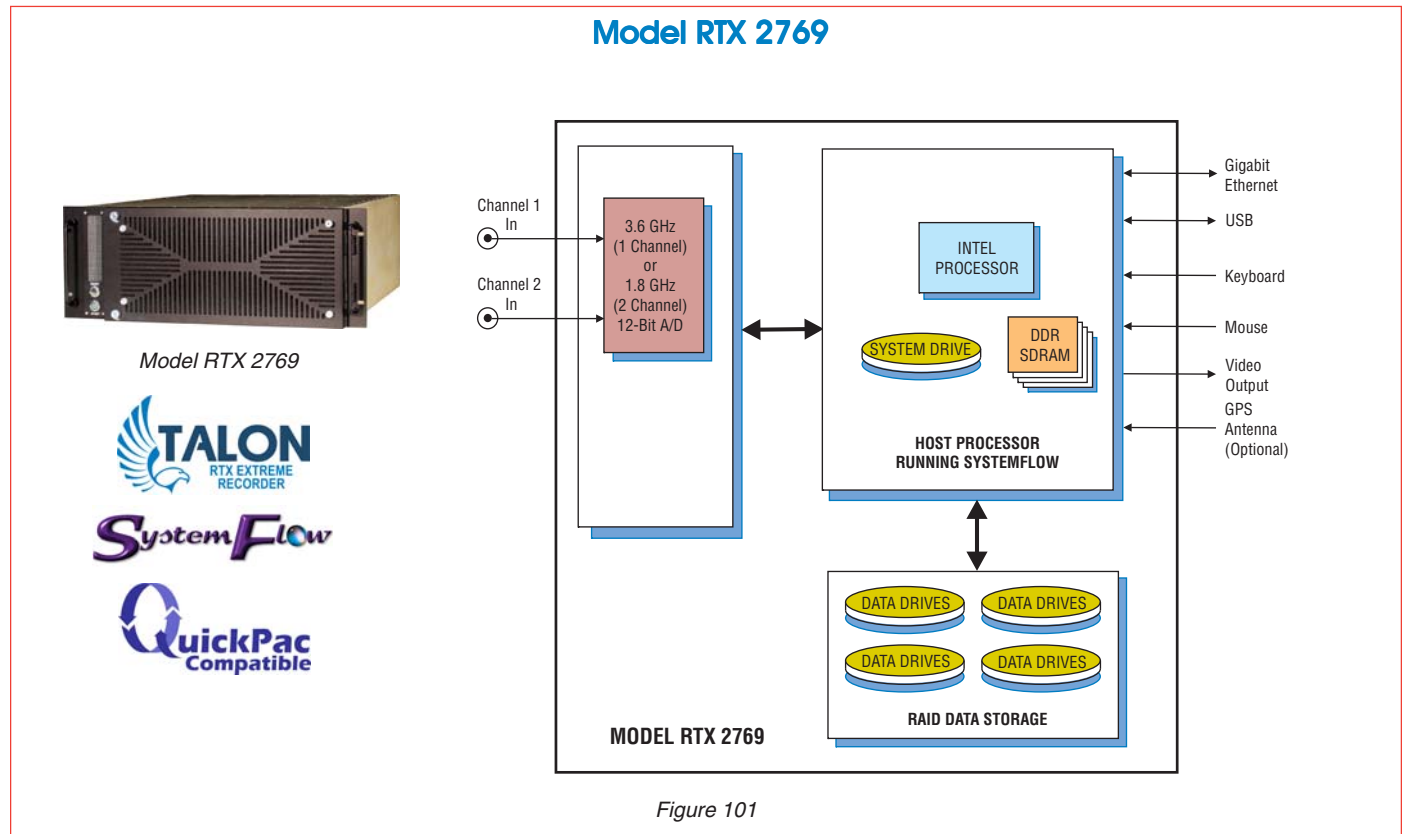 Model RTX 2769
Model RTX 2769
TALON
RTX EXTREME
RECORDER
SystemFlow
QuickPac
Compatible
Channel 1
In
Channel 2
In
3.6 GHz
(1 Channel)
or
1.8 GHz
(2 Channel)
12-Bit A/D
INTEL
PROCESSOR
SYSTEM DRIVE
DDR
SDRAM
HOST PROCESSOR
RUNNING SYSTEMFLOW
Gigabit
Ethernet
USB
Keyboard
Mouse
Video
Output
GPS
Antenna
(Optional)
DATA DRIVES
DATA DRIVES
DATA DRIVES
DATA DRIVES
RAID DATA STORAGE
MODEL RTX 2769
Figure 101